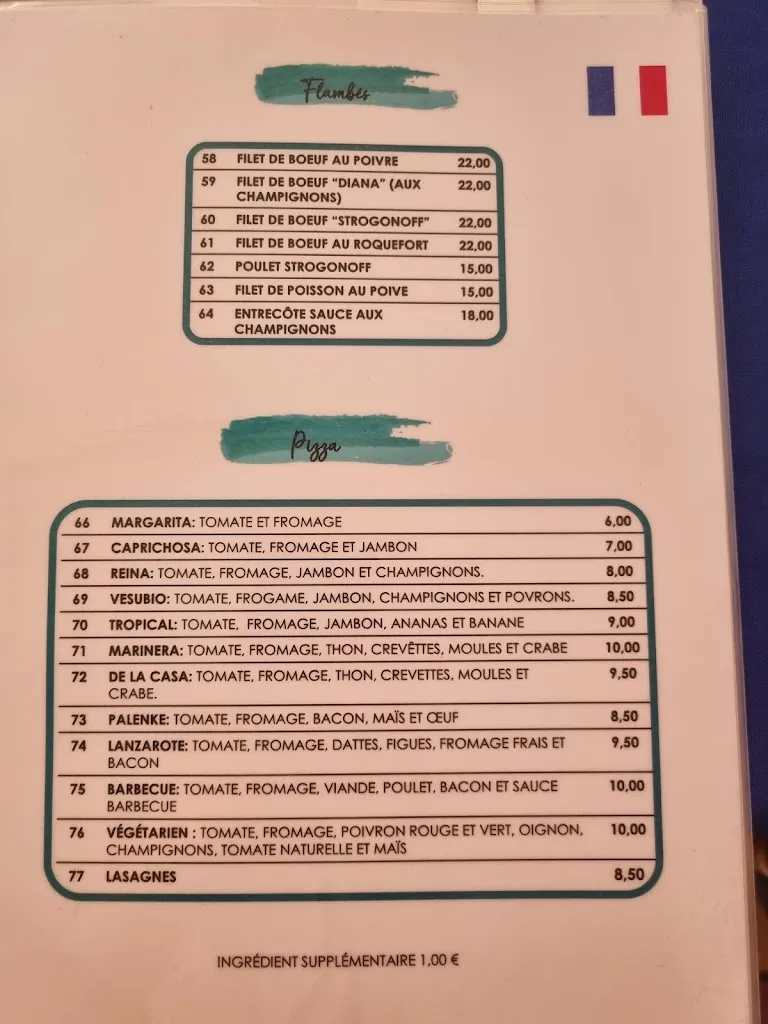 Flambés
58 FILET DE BOEUF AU POIVRE 22,00
59 FILET DE BOEUF "DIANA" (AUX 22,00
CHAMPIGNONS)
60 FILET DE BOEUF "STROGONOFF" 22,00
61 FILET DE BOEUF AU ROQUEFORT 22,00
62 POULET STROGONOFF 15,00
63 FILET DE POISSON AU POIVE 15,00
64 ENTRECÔTE SAUCE AUX 18,00
CHAMPIGNONS
Pizza
66 MARGARITA: TOMATE ET FROMAGE 6,00
67 CAPRICHOSA: TOMATE, FROMAGE ET JAMBON 7,00
68 REINA: TOMATE, FROMAGE, JAMBON ET CHAMPIGNONS. 8,00
69 VESUBIO: TOMATE, FROGAME, JAMBON, CHAMPIGNONS ET POVRONS. 8,50
70 TROPICAL: TOMATE, FROMAGE, JAMBON, ANANAS ET BANANE 9,00
71 MARINERA: TOMATE, FROMAGE, THON, CREVÊTTES, MOULES ET CRABE 10,00
72 DE LA CASA: TOMATE, FROMAGE, THON, CREVETTES, MOULES ET 9,50
CRABE.
73 PALENKE: TOMATE, FROMAGE, BACON, MAÏS ET ŒUF 8,50
74 LANZAROTE: TOMATE, FROMAGE, DATTES, FIGUES, FROMAGE FRAIS ET 9,50
BACON
75 BARBECUE: TOMATE, FROMAGE, VIANDE, POULET, BACON ET SAUCE 10,00
BARBECUE
76 VÉGÉTARIEN : TOMATE, FROMAGE, POIVRON ROUGE ET VERT, OIGNON, 10,00
CHAMPIGNONS, TOMATE NATURELLE ET MAÏS
77 LASAGNES 8,50
INGRÉDIENT SUPPLÉMENTAIRE 1,00 €